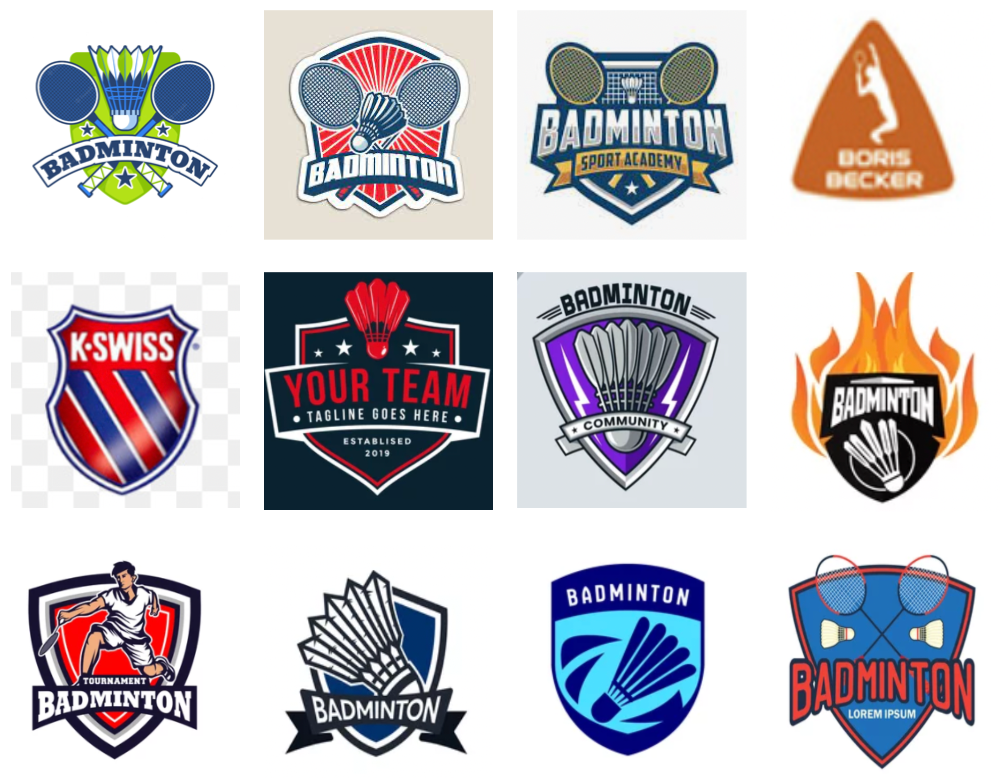 BADMINTON
BADMINTON
BADMINTON
SPORT ACADEMY
BORIS
BECKER
K·SWISS
®
YOUR TEAM
• TAGLINE GOES HERE •
ESTABLISED
2019
BADMINTON
COMMUNITY
BADMINTON
TOURNAMENT
BADMINTON
BADMINTON
BADMINTON
BADMINTON
LOREM IPSUM